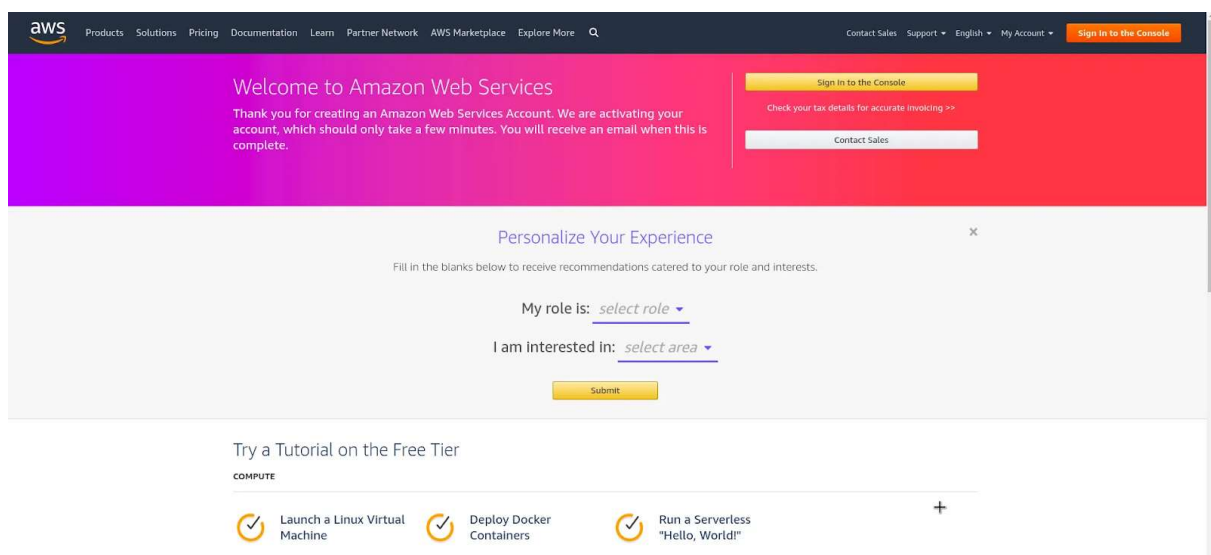 aws
Products Solutions Pricing Documentation Learn Partner Network AWS Marketplace Explore More
Contact Sales Support English My Account Sign In to the Console
Welcome to Amazon Web Services
Thank you for creating an Amazon Web Services Account. We are activating your
account, which should only take a few minutes. You will receive an email when this is
complete.
Sign In to the Console
Check your tax details for accurate invoicing >>
Contact Sales
Personalize Your Experience
×
Fill in the blanks below to receive recommendations catered to your role and interests.
My role is: select role
I am interested in: select area
Submit
Try a Tutorial on the Free Tier
COMPUTE
Launch a Linux Virtual
Machine
Deploy Docker
Containers
Run a Serverless
"Hello, World!"